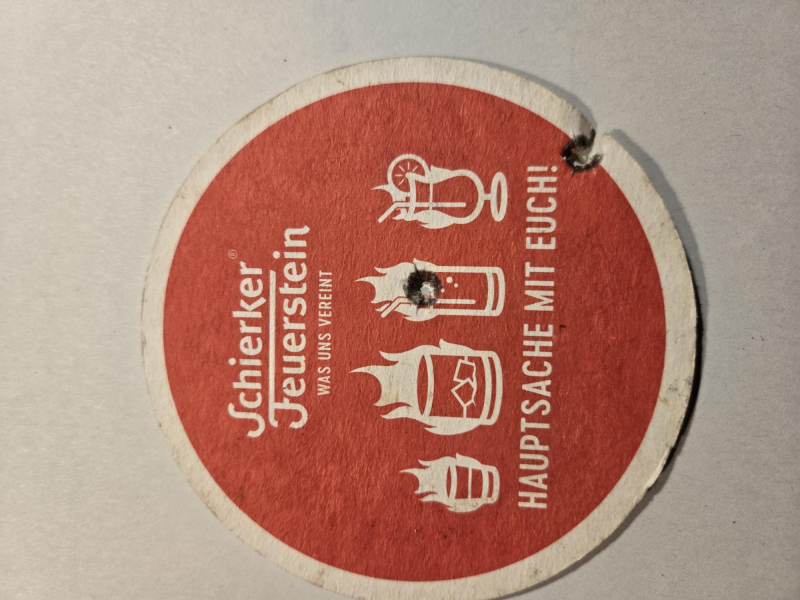 Schierker®
Feuerstein
WAS UNS VEREINT
HAUPTSACHE MIT EUCH!